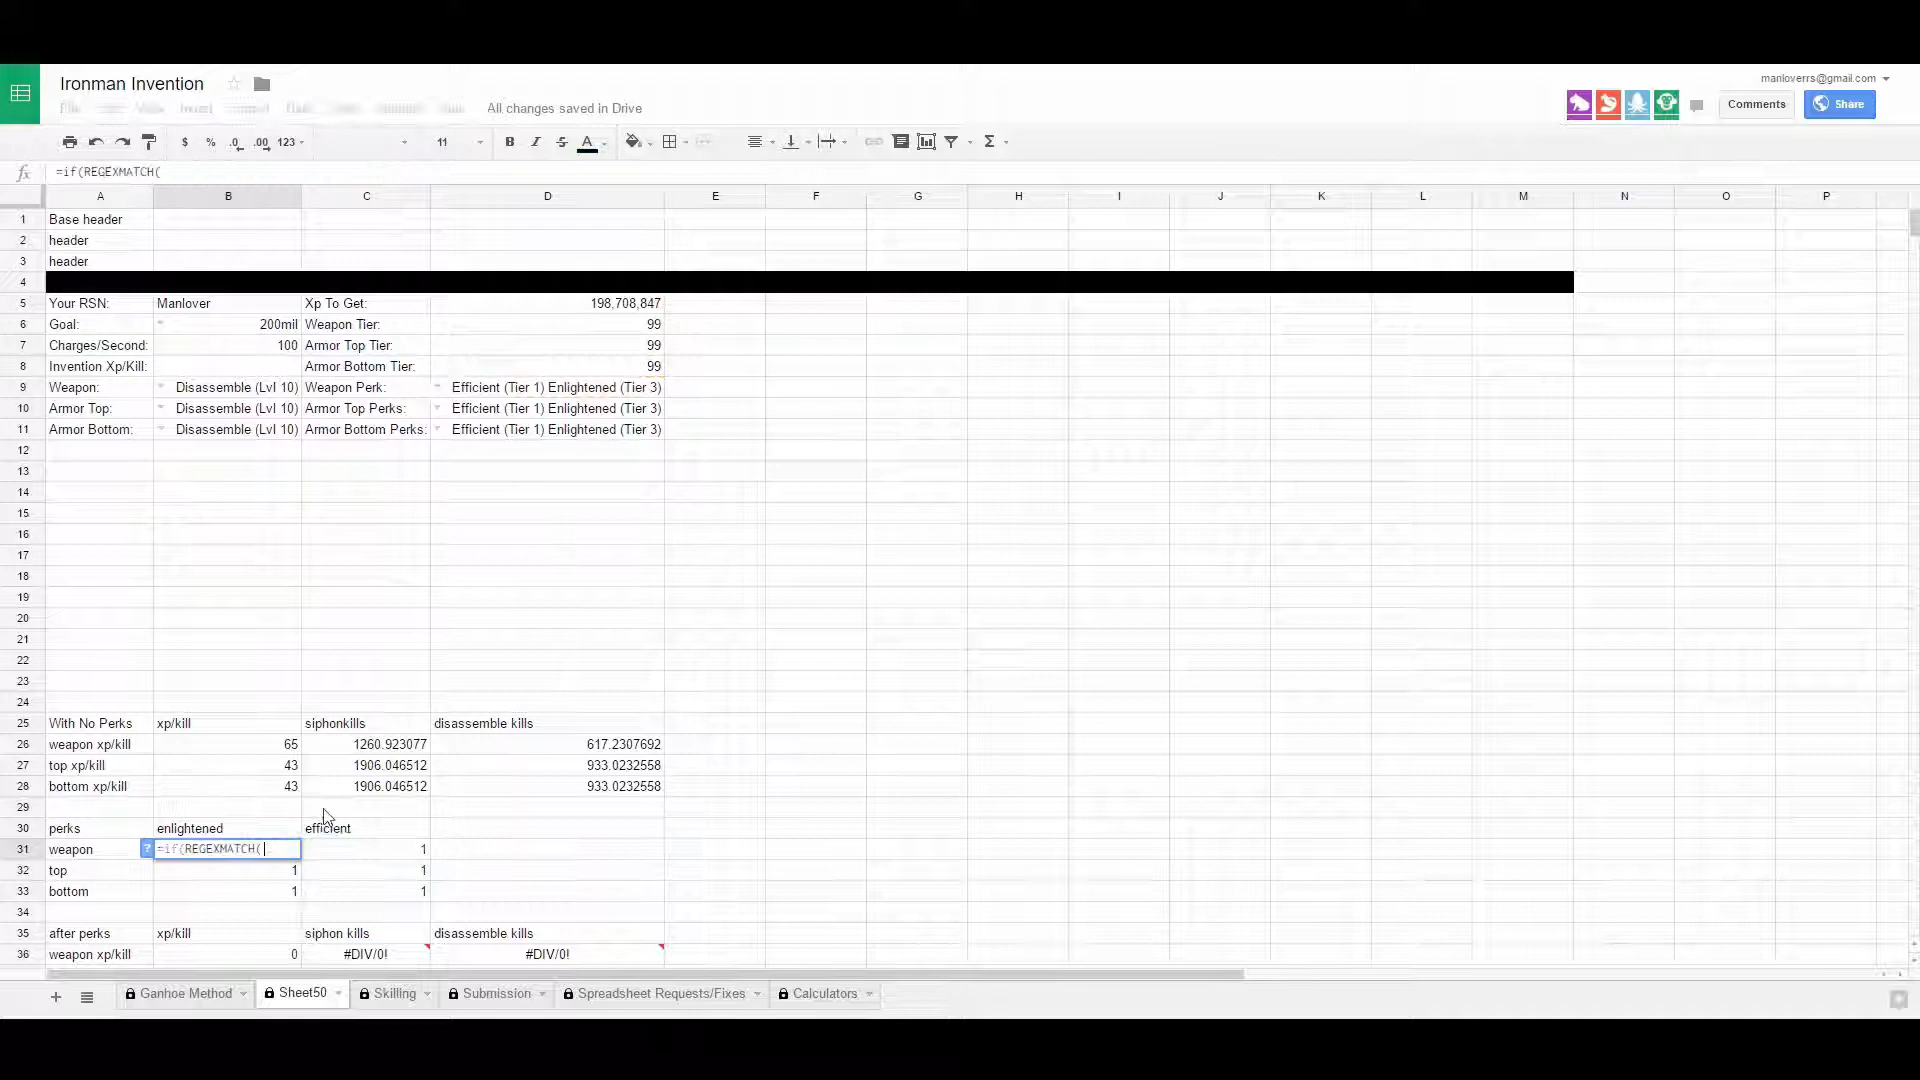 Ironman Invention
manloverrs@gmail.com
File
View
Insert
All changes saved in Drive
Comments
Share
$ % .0 .00 123
11
B I S A
Σ
fx =if(REGEXMATCH(
A B C D E F G H I J K L M N O P
1 Base header
2 header
3 header
4
5 Your RSN: Manlover Xp To Get: 198,708,847
6 Goal: 200mil Weapon Tier: 99
7 Charges/Second: 100 Armor Top Tier: 99
8 Invention Xp/Kill: Armor Bottom Tier: 99
9 Weapon: Disassemble (Lvl 10) Weapon Perk: Efficient (Tier 1) Enlightened (Tier 3)
10 Armor Top: Disassemble (Lvl 10) Armor Top Perks: Efficient (Tier 1) Enlightened (Tier 3)
11 Armor Bottom: Disassemble (Lvl 10) Armor Bottom Perks: Efficient (Tier 1) Enlightened (Tier 3)
12
13
14
15
16
17
18
19
20
21
22
23
24
25 With No Perks xp/kill siphonkills disassemble kills
26 weapon xp/kill 65 1260.923077 617.2307692
27 top xp/kill 43 1906.046512 933.0232558
28 bottom xp/kill 43 1906.046512 933.0232558
29
30 perks enlightened efficient
31 weapon ? =if(REGEXMATCH( 1
32 top 1 1
33 bottom 1 1
34
35 after perks xp/kill siphon kills disassemble kills
36 weapon xp/kill 0 #DIV/0! #DIV/0!
+ Ganhoe Method Sheet50 Skilling Submission Spreadsheet Requests/Fixes Calculators